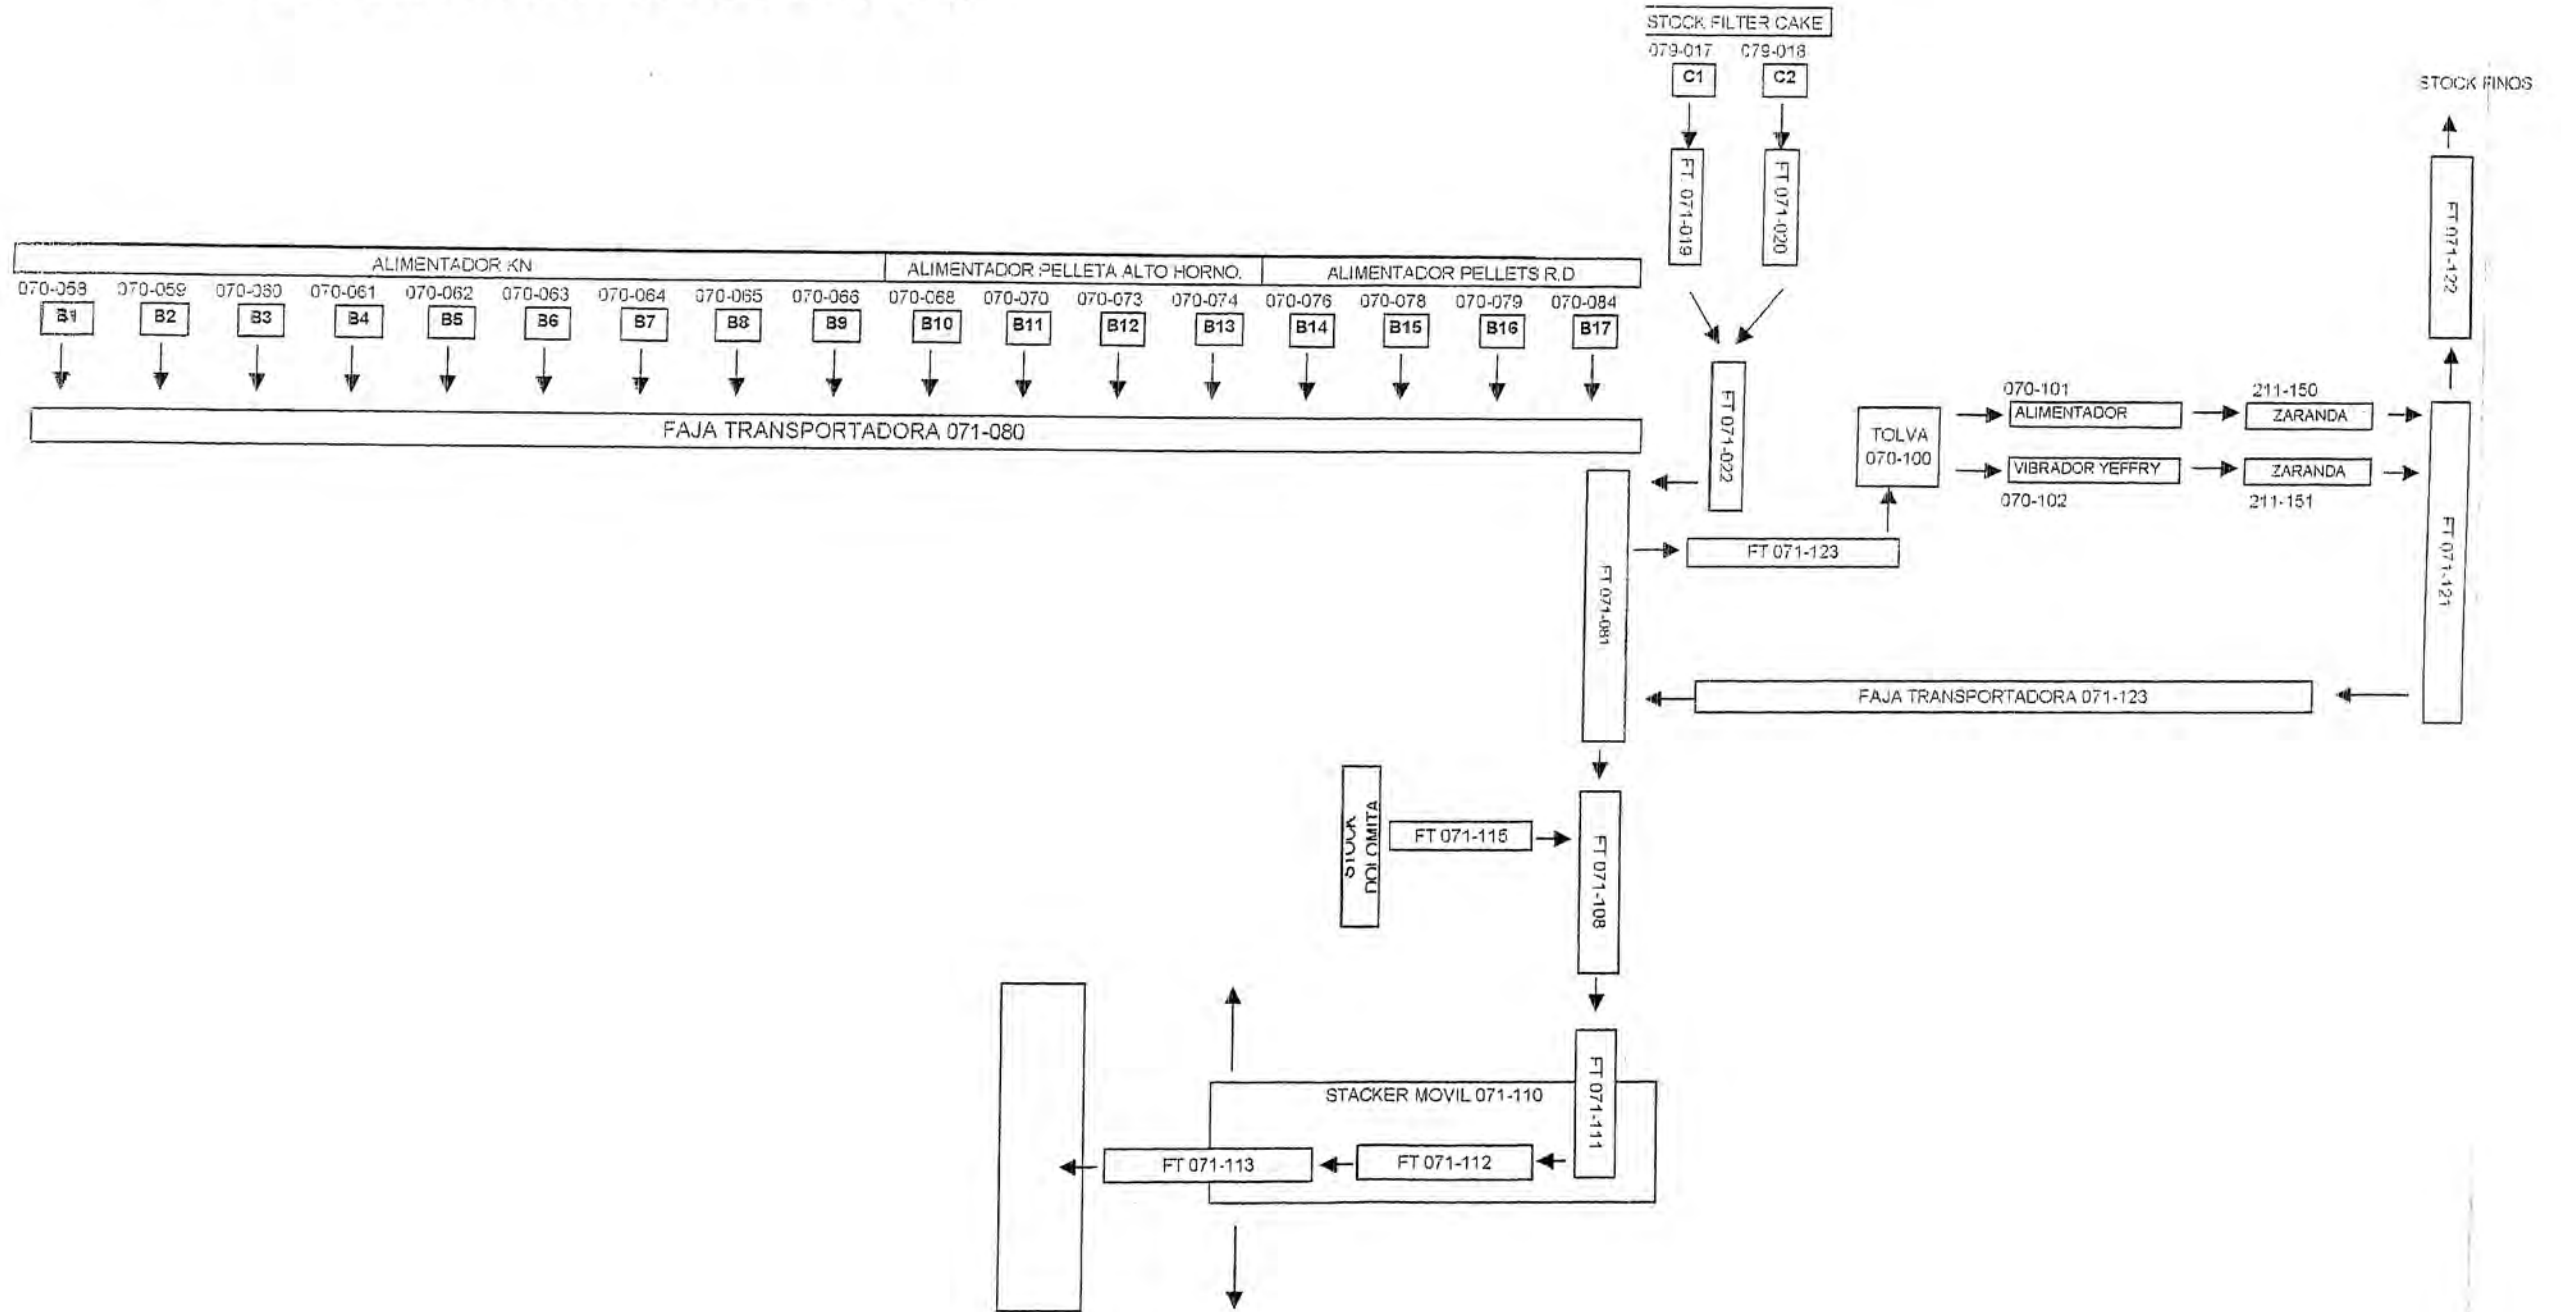 STOCK FILTER CAKE
079-017 079-018
C1 C2
STOCK FINOS
FT. 071-019
FT 071-020
FT 071-122
ALIMENTADOR KN ALIMENTADOR PELLETA ALTO HORNO. ALIMENTADOR PELLETS R.D
070-058 070-059 070-060 070-061 070-062 070-063 070-064 070-065 070-066 070-068 070-070 070-073 070-074 070-076 070-078 070-079 070-084
B1 B2 B3 B4 B5 B6 B7 B8 B9 B10 B11 B12 B13 B14 B15 B16 B17
FAJA TRANSPORTADORA 071-080
FT 071-022
TOLVA
070-100
070-101
ALIMENTADOR
211-150
ZARANDA
VIBRADOR YEFFRY
070-102
ZARANDA
211-151
FT 071-121
FT 071-123
FT 071-081
FAJA TRANSPORTADORA 071-123
STOCK
DOLOMITA
FT 071-115
FT 071-108
FT 071-111
STACKER MOVIL 071-110
FT 071-113
FT 071-112